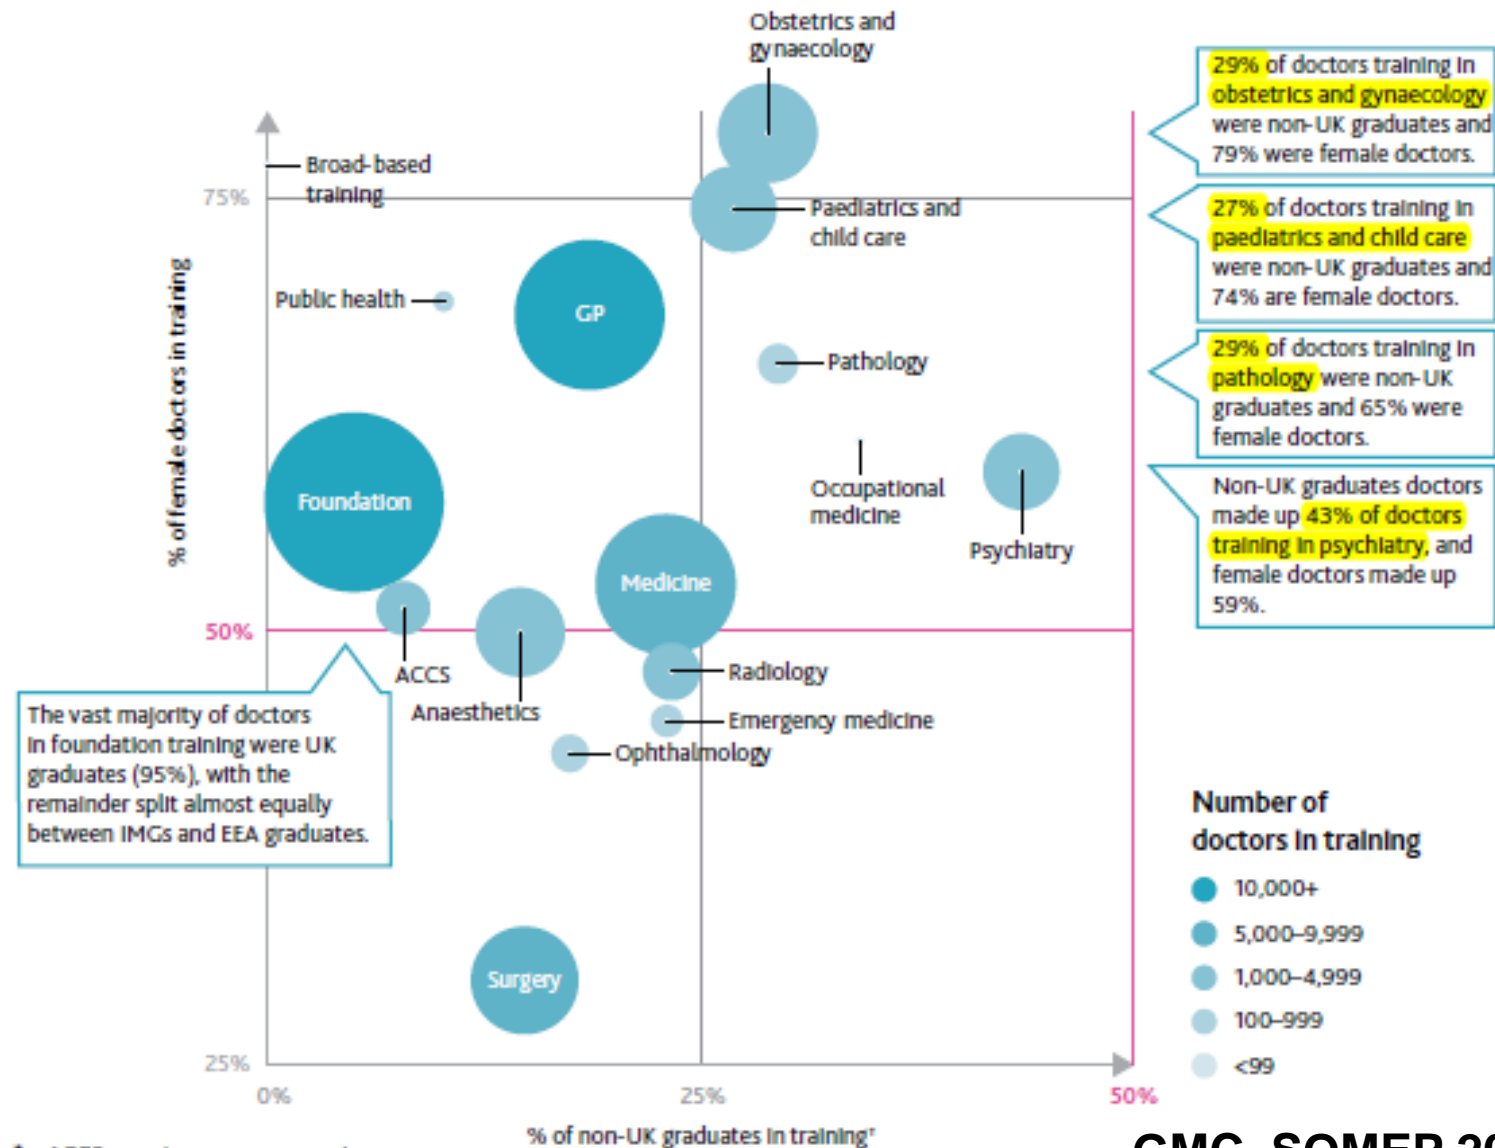 Obstetrics and
gynaecology
Broad-based
training
75%
Paediatrics and
child care
Public health
GP
Pathology
% of female doctors in training
Foundation
Occupational
medicine
Psychiatry
Medicine
50%
ACCS
Anaesthetics
Radiology
Emergency medicine
Ophthalmology
The vast majority of doctors
in foundation training were UK
graduates (95%), with the
remainder split almost equally
between IMGs and EEA graduates.
Surgery
25%
0%
25%
50%
% of non-UK graduates in training†
29% of doctors training in
obstetrics and gynaecology
were non-UK graduates and
79% were female doctors.
27% of doctors training in
paediatrics and child care
were non-UK graduates and
74% are female doctors.
29% of doctors training in
pathology were non-UK
graduates and 65% were
female doctors.
Non-UK graduates doctors
made up 43% of doctors
training in psychiatry, and
female doctors made up
59%.
Number of
doctors in training
10,000+
5,000–9,999
1,000–4,999
100–999
<99